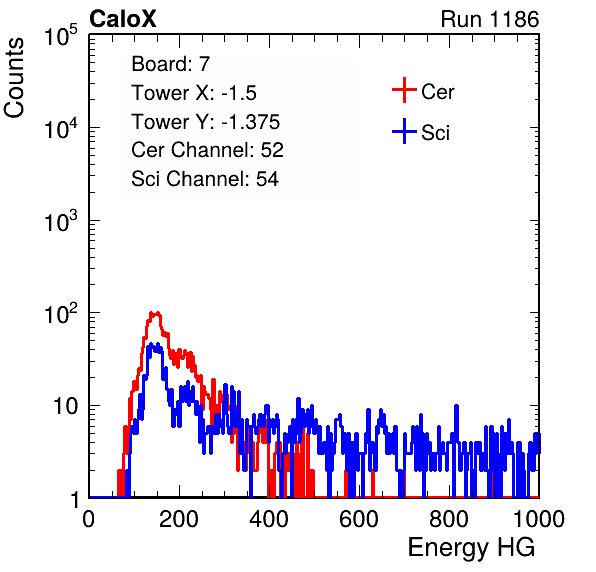 CaloX Run 1186
Board: 7
Tower X: -1.5
Tower Y: -1.375
Cer Channel: 52
Sci Channel: 54
Cer
Sci
Counts
10^5
10^4
10^3
10^2
10
1
0 200 400 600 800 1000
Energy HG